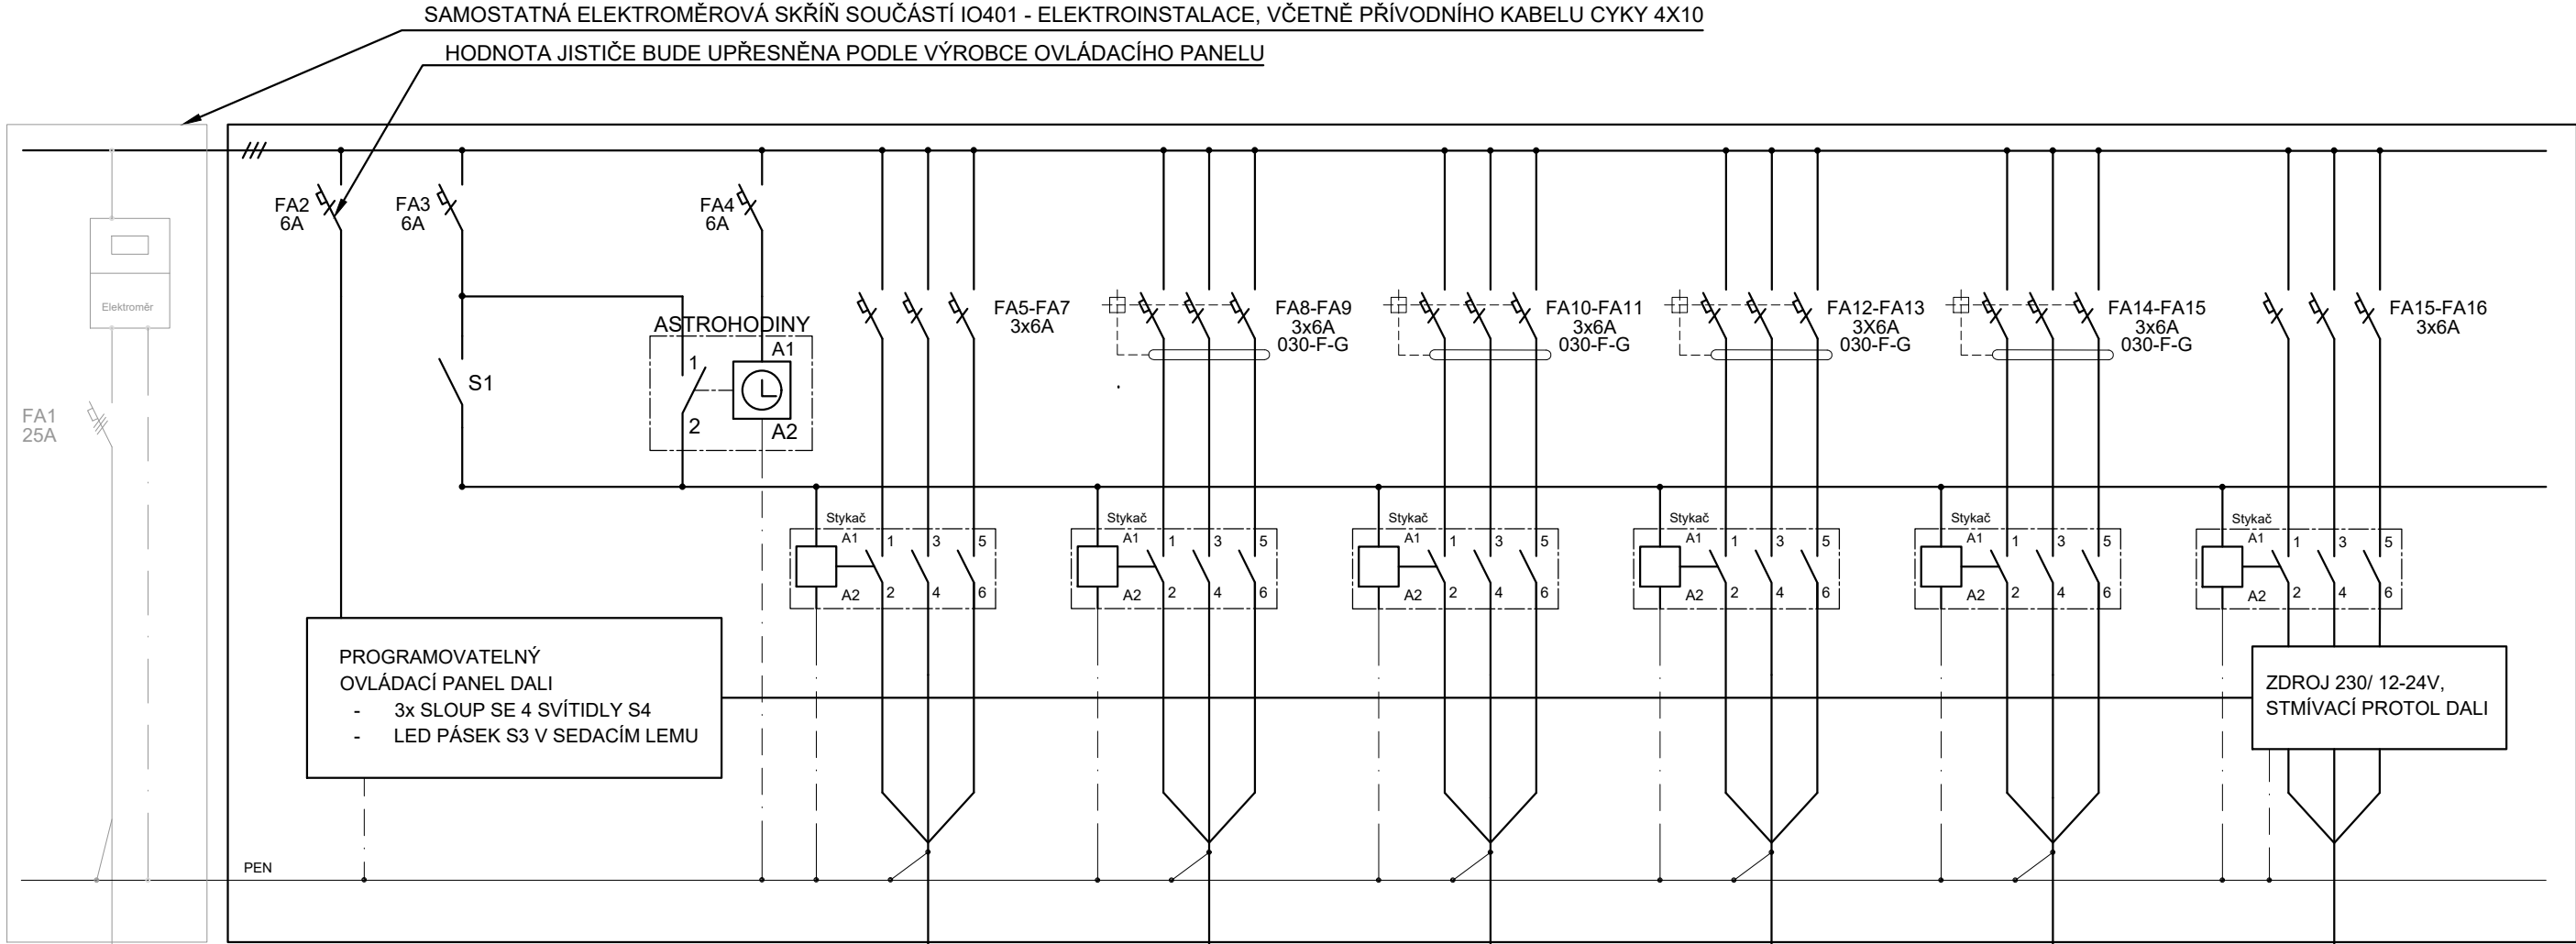 SAMOSTATNÁ ELEKTROMĚROVÁ SKŘÍŇ SOUČÁSTÍ IO401 - ELEKTROINSTALACE, VČETNĚ PŘÍVODNÍHO KABELU CYKY 4X10
HODNOTA JISTIČE BUDE UPŘESNĚNA PODLE VÝROBCE OVLÁDACÍHO PANELU
Elektroměr
FA1
25A
FA2
6A
FA3
6A
FA4
6A
S1
ASTROHODINY
1
2
A1
A2
FA5-FA7
3x6A
FA8-FA9
3x6A
030-F-G
FA10-FA11
3x6A
030-F-G
FA12-FA13
3X6A
030-F-G
FA14-FA15
3x6A
030-F-G
FA15-FA16
3x6A
Stykač
A1 1 3 5
A2 2 4 6
Stykač
A1 1 3 5
A2 2 4 6
Stykač
A1 1 3 5
A2 2 4 6
Stykač
A1 1 3 5
A2 2 4 6
Stykač
A1 1 3 5
A2 2 4 6
Stykač
A1 1 3 5
A2 2 4 6
PROGRAMOVATELNÝ
OVLÁDACÍ PANEL DALI
- 3x SLOUP SE 4 SVÍTIDLY S4
- LED PÁSEK S3 V SEDACÍM LEMU
ZDROJ 230/ 12-24V,
STMÍVACÍ PROTOL DALI
PEN